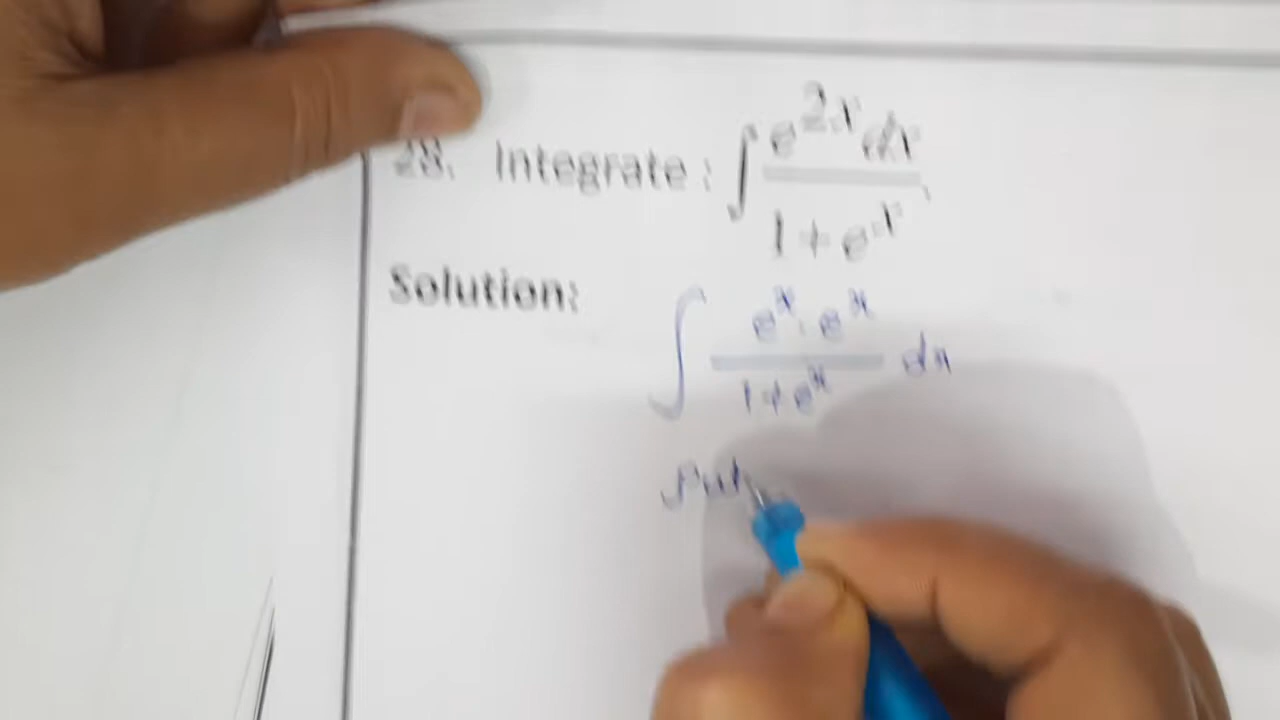 28. Integrate : ∫ e^{2x} dx / 1 + e^x .
Solution:
∫ e^x . e^x / 1+e^x dx
Put